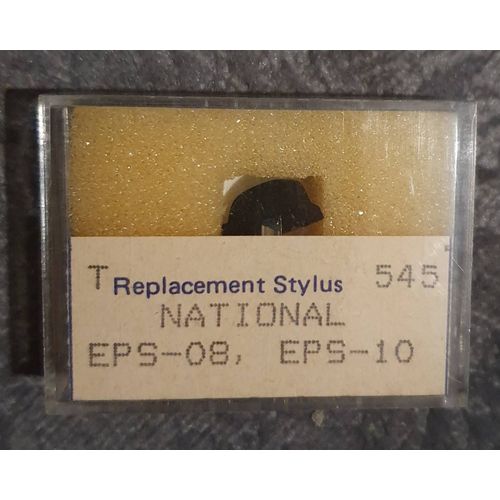 T Replacement Stylus 545
NATIONAL
EPS-08, EPS-10